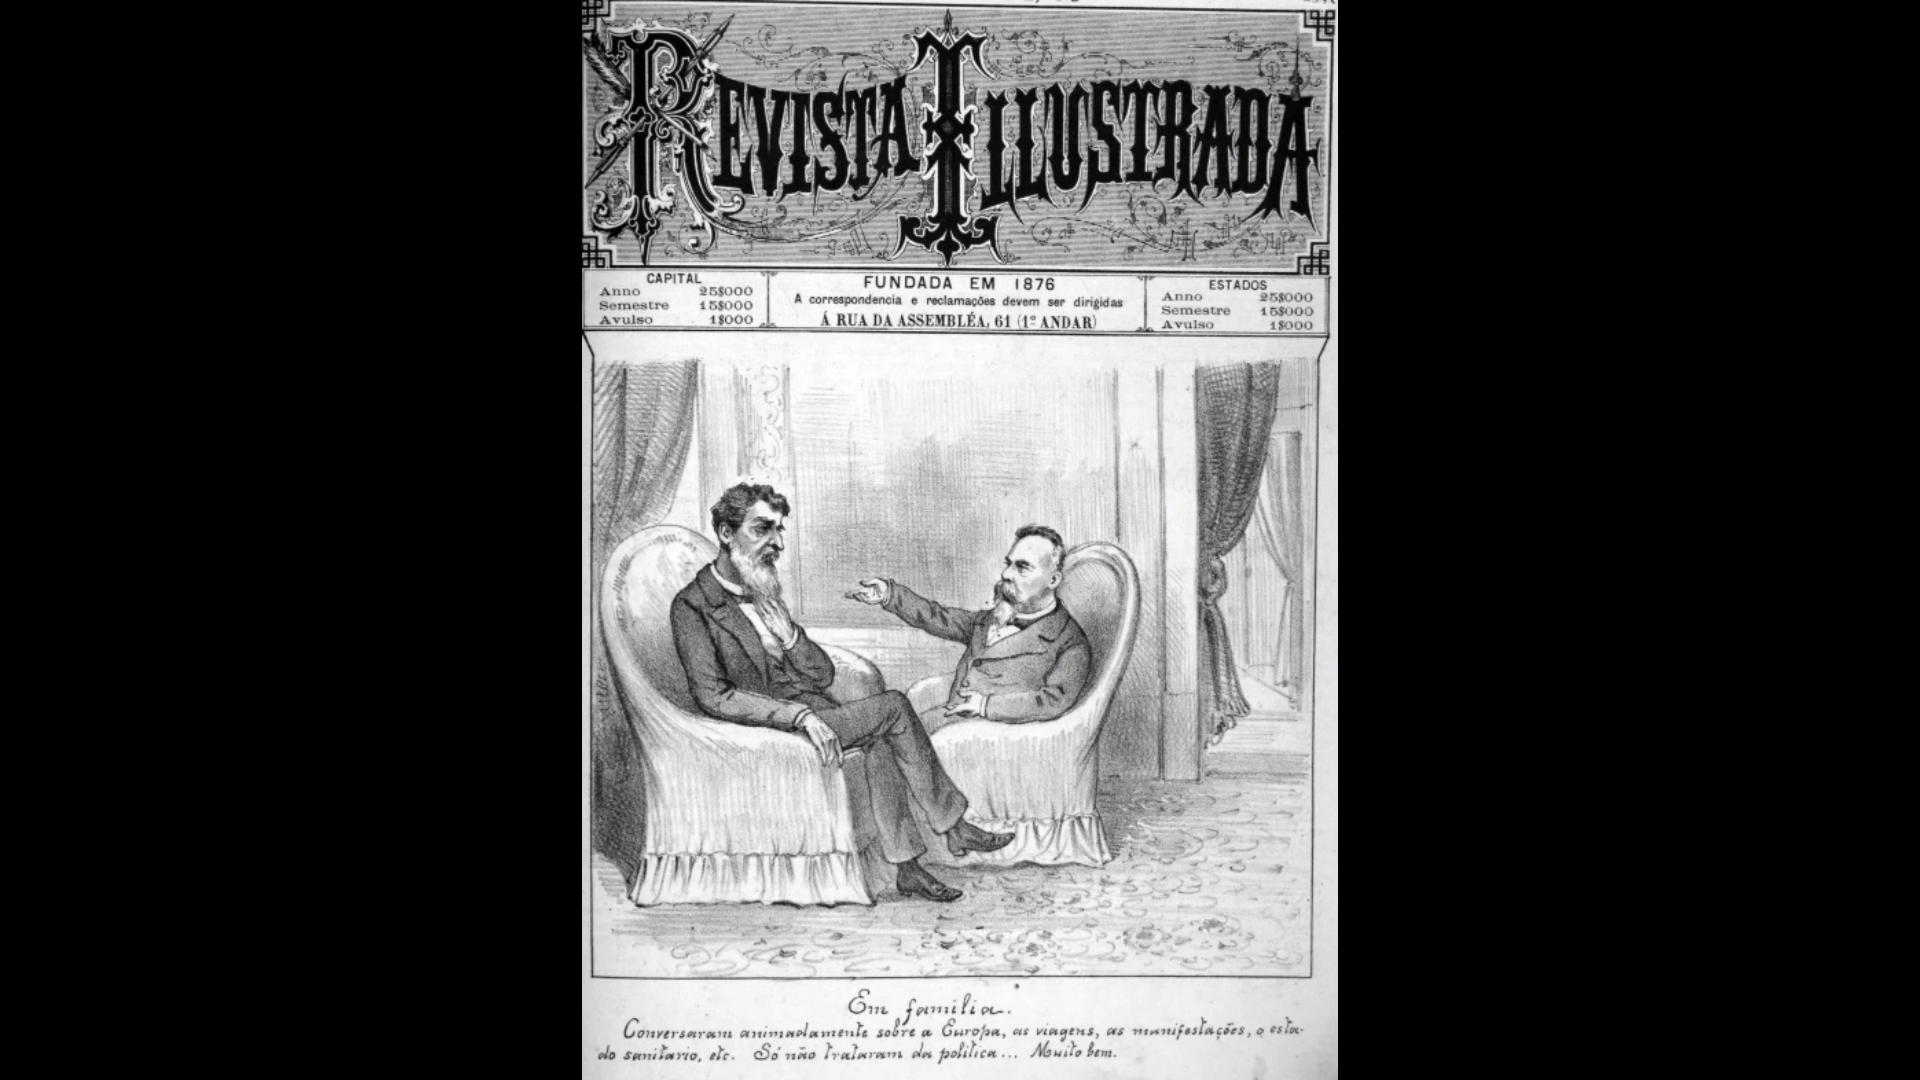 REVISTA ILLUSTRADA
CAPITAL
Anno 25$000
Semestre 15$000
Avulso 1$000
FUNDADA EM 1876
A correspondencia e reclamações devem ser dirigidas
Á RUA DA ASSEMBLÉA, 61 (1º ANDAR)
ESTADOS
Anno 25$000
Semestre 15$000
Avulso 1$000
Em familia.
Conversaram animadamente sobre a Europa, as viagens, as manifestações, o esta-
do sanitario, etc. Só não trataram da politica... Muito bem.